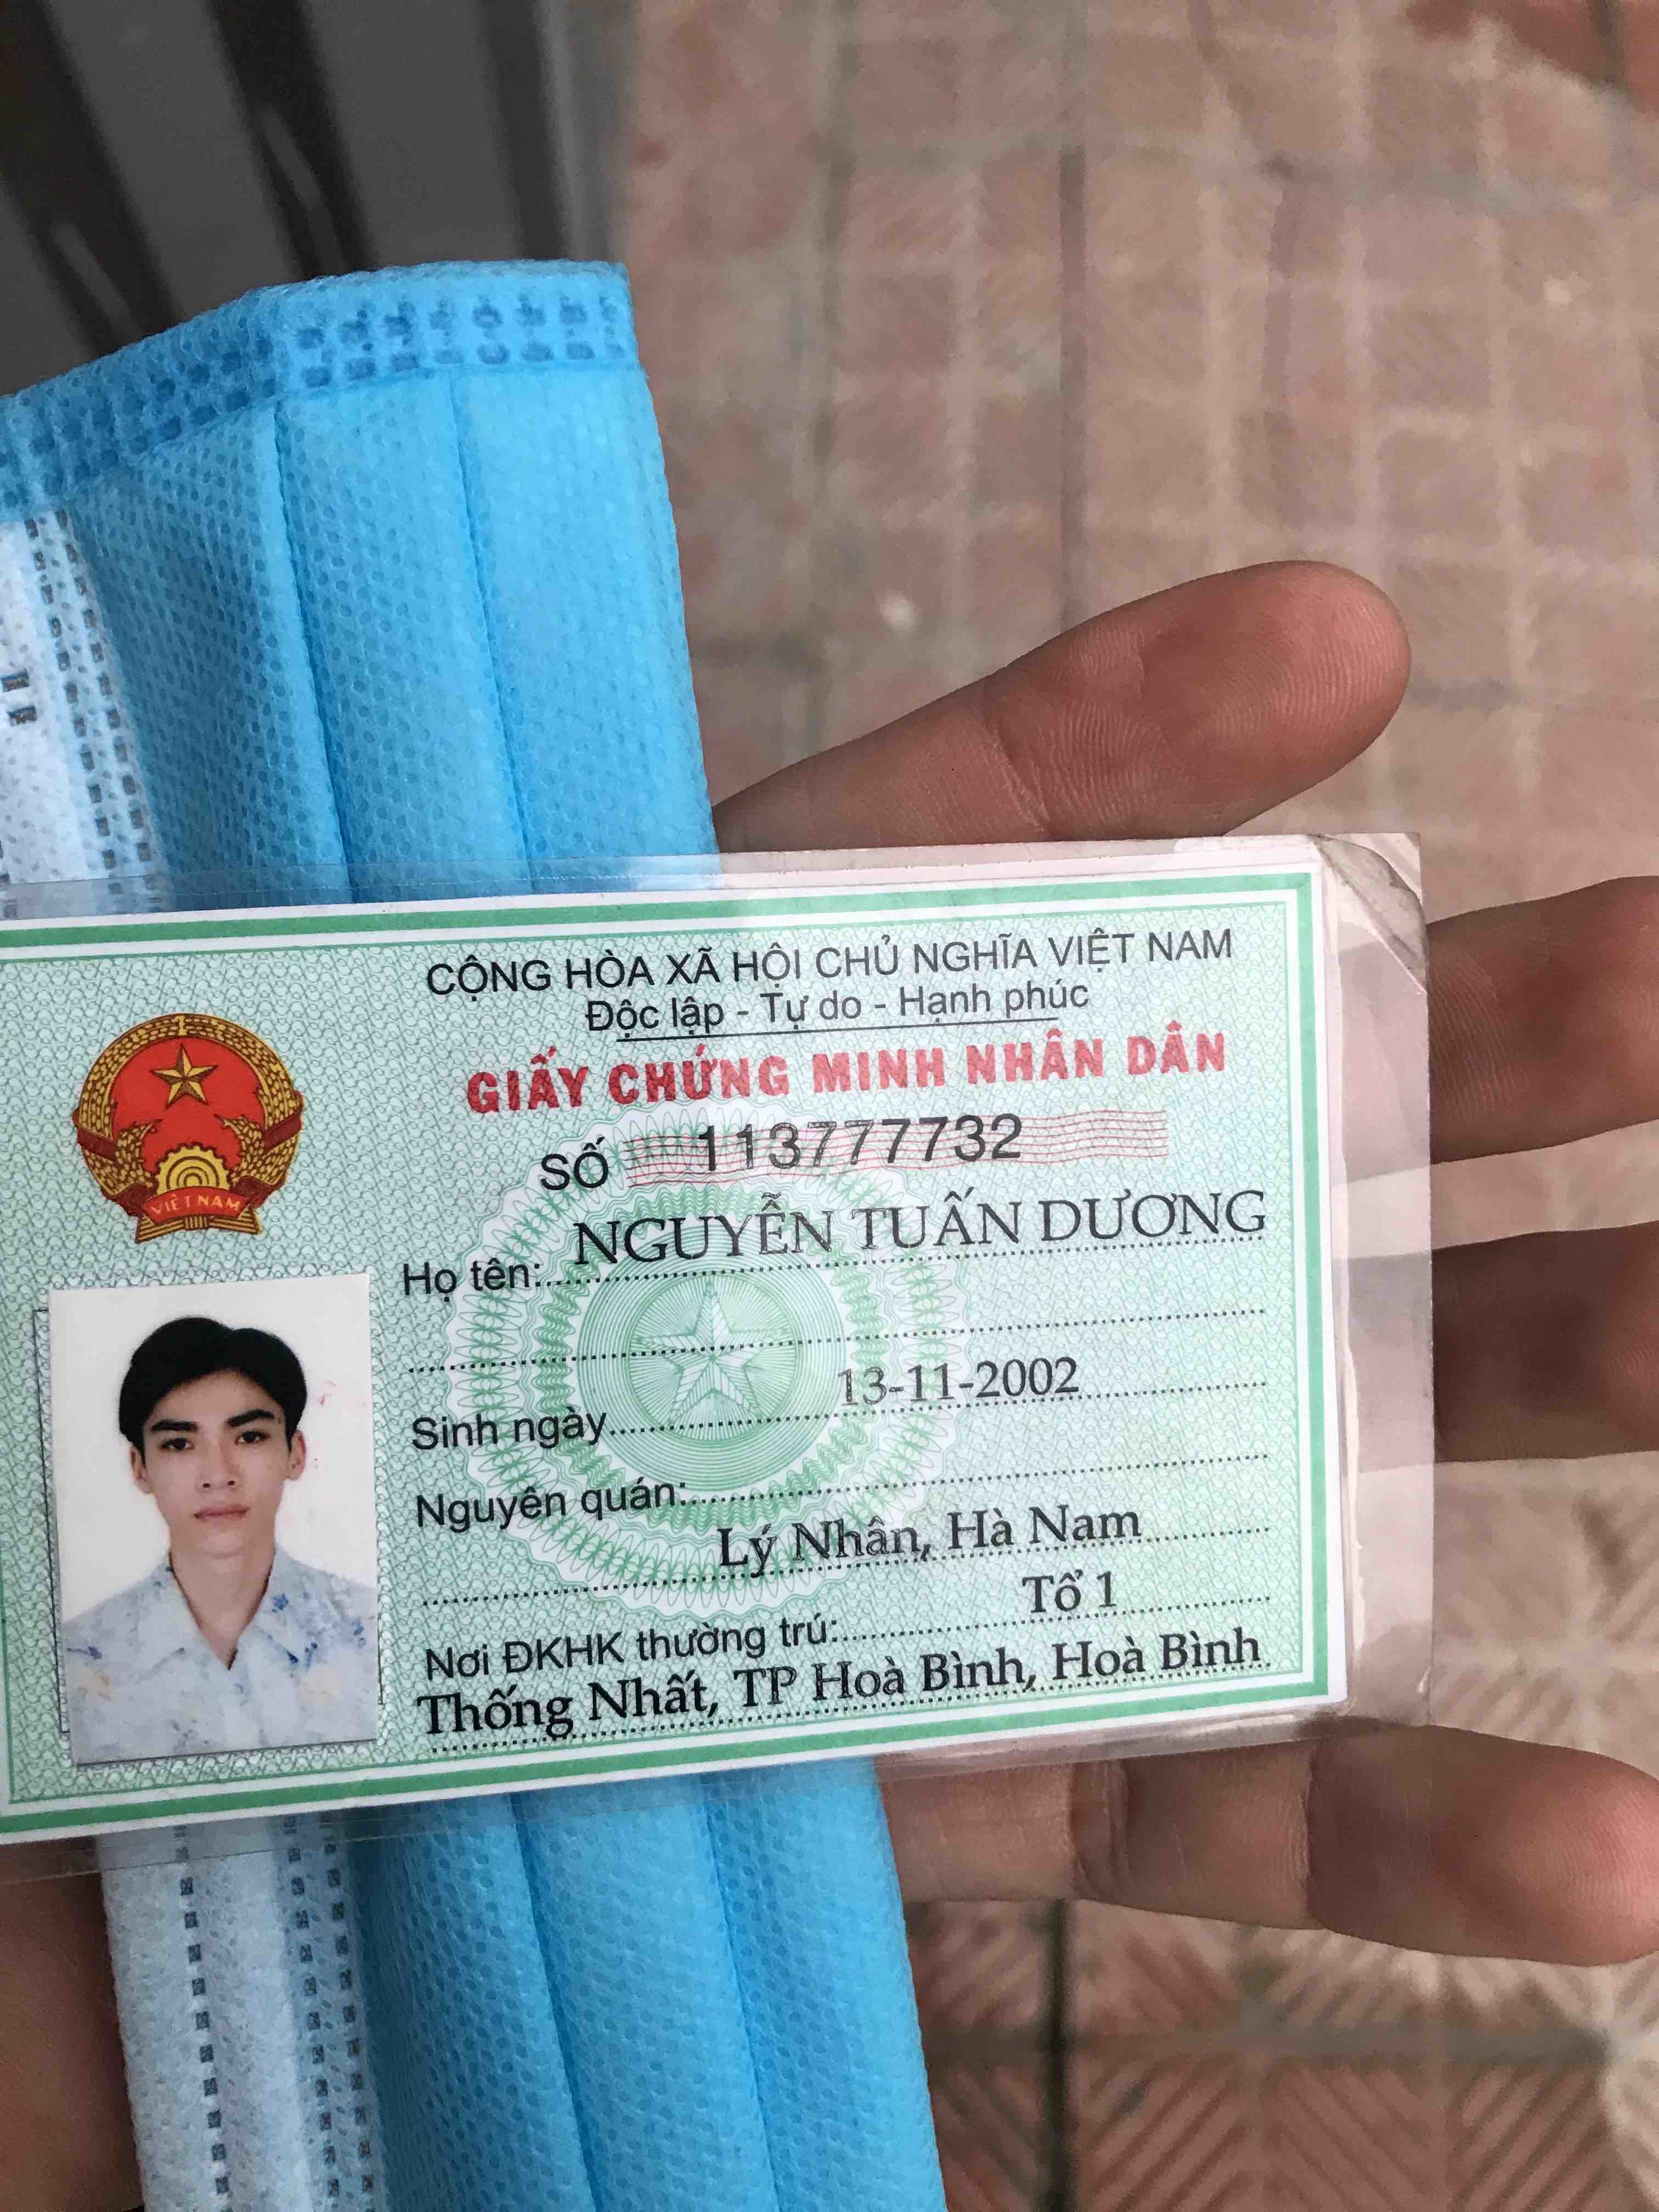 CỘNG HÒA XÃ HỘI CHỦ NGHĨA VIỆT NAM
Độc lập - Tự do - Hạnh phúc
GIẤY CHỨNG MINH NHÂN DÂN
SỐ 113777732
Họ tên: NGUYỄN TUẤN DƯƠNG
Sinh ngày 13-11-2002
Nguyên quán:
Lý Nhân, Hà Nam
Nơi ĐKHK thường trú: Tổ 1
Thống Nhất, TP Hoà Bình, Hoà Bình
VIỆT NAM